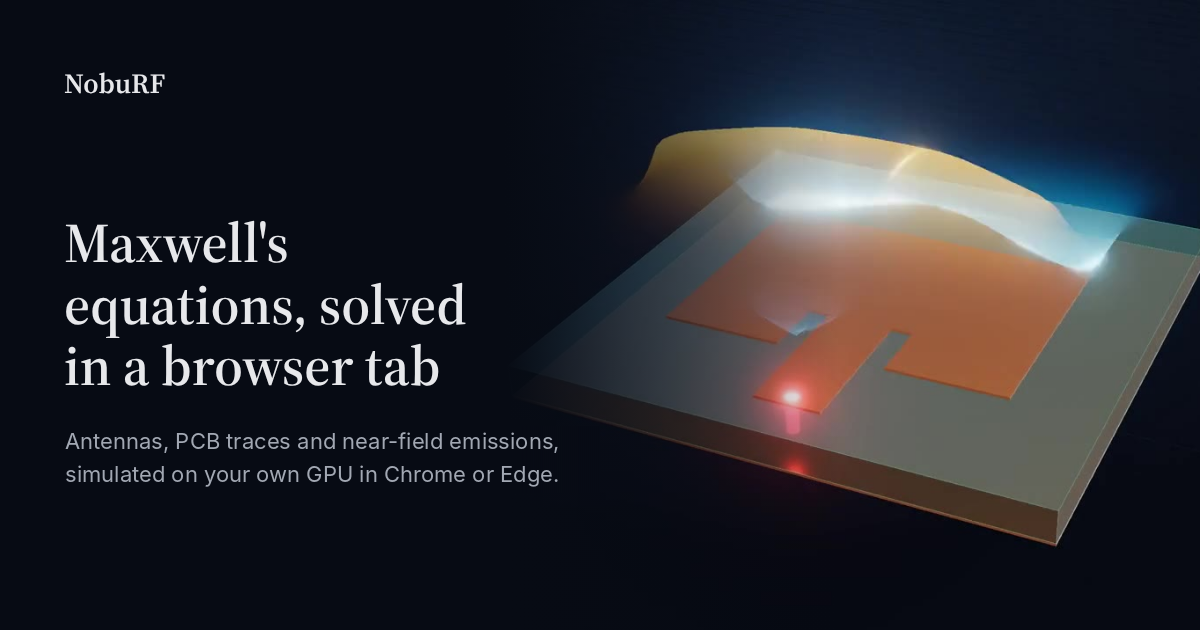 NobuRF
Maxwell's
equations, solved
in a browser tab
Antennas, PCB traces and near-field emissions,
simulated on your own GPU in Chrome or Edge.